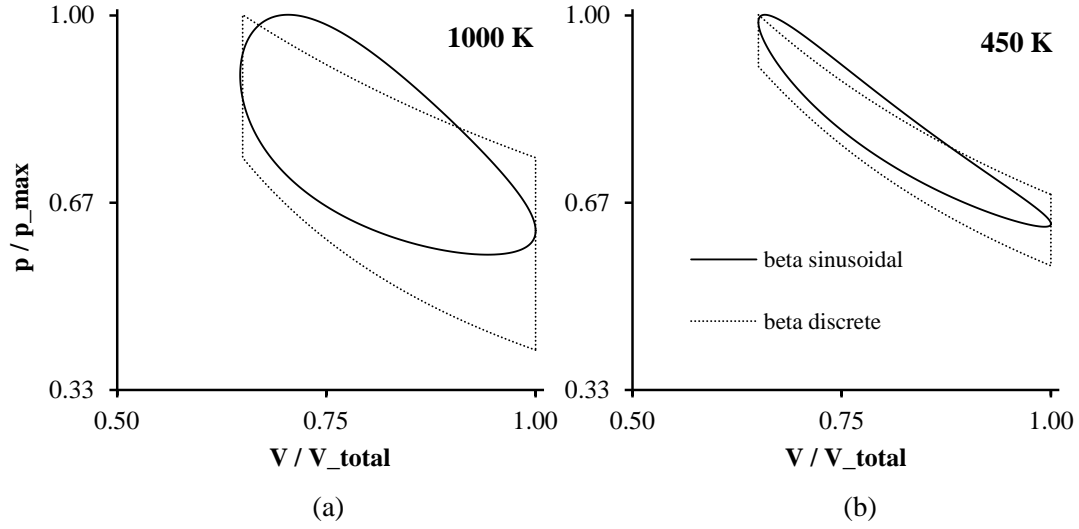 1.00
1000 K
0.67
0.33
p / p_max
0.50
0.75
1.00
V / V_total
(a)
1.00
450 K
0.67
beta sinusoidal
beta discrete
0.33
0.50
0.75
1.00
V / V_total
(b)